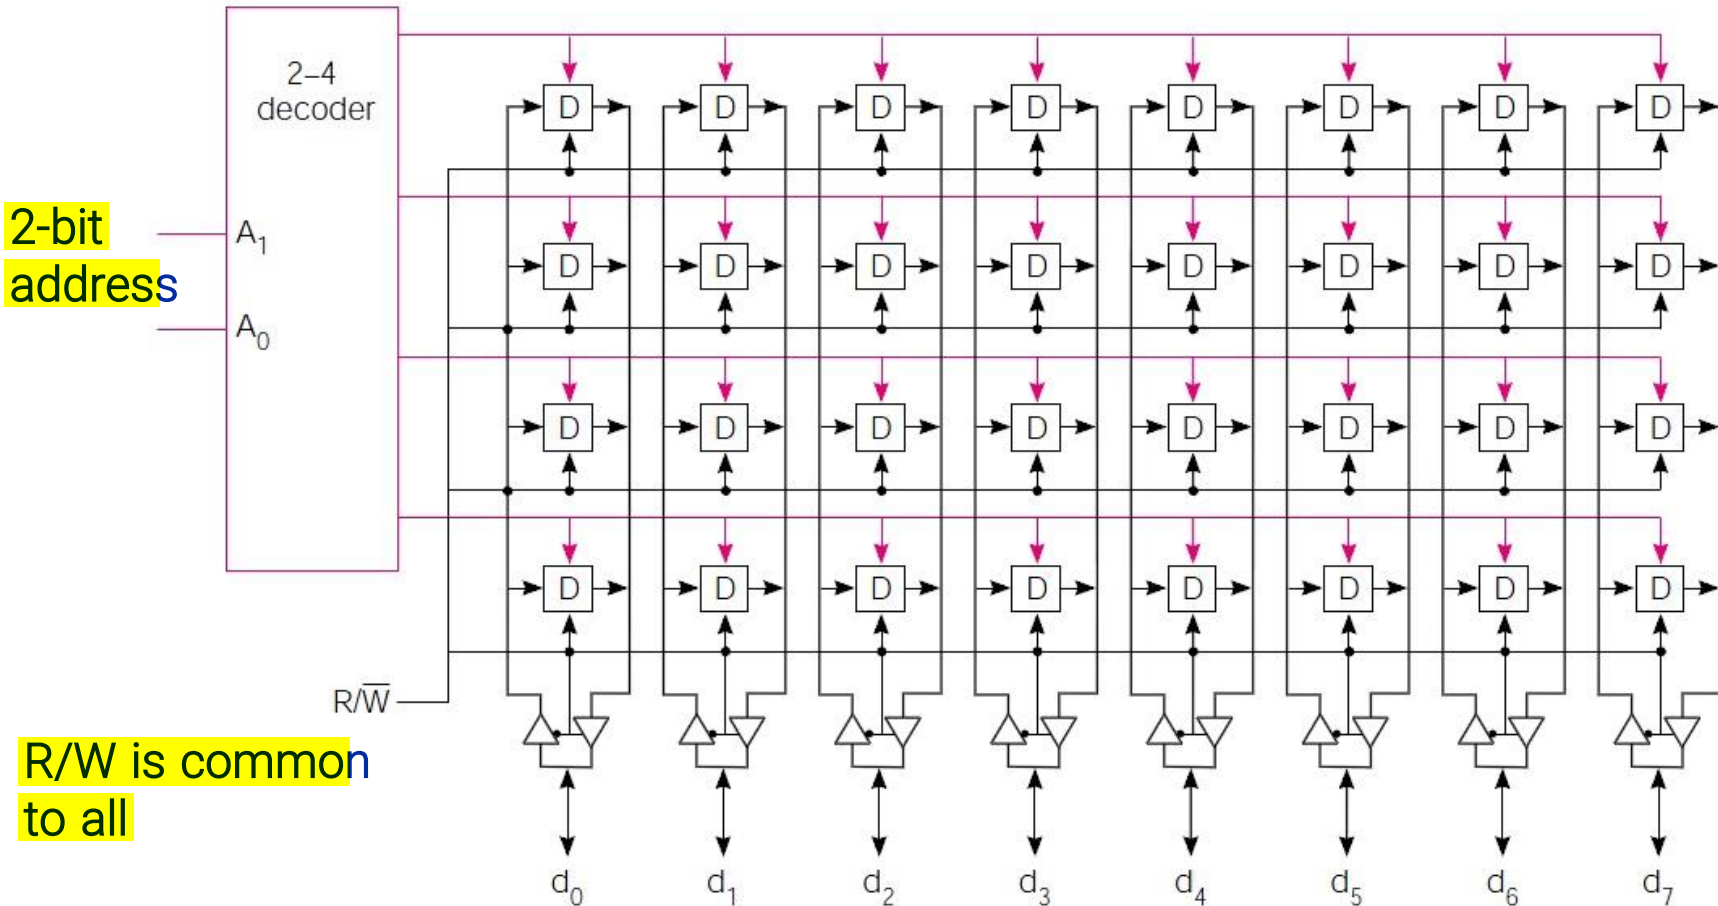 2–4
decoder
D D D D D D D D
2-bit
address
A₁
D D D D D D D D
A₀
D D D D D D D D
D D D D D D D D
R/W̅
R/W is common
to all
d₀ d₁ d₂ d₃ d₄ d₅ d₆ d₇